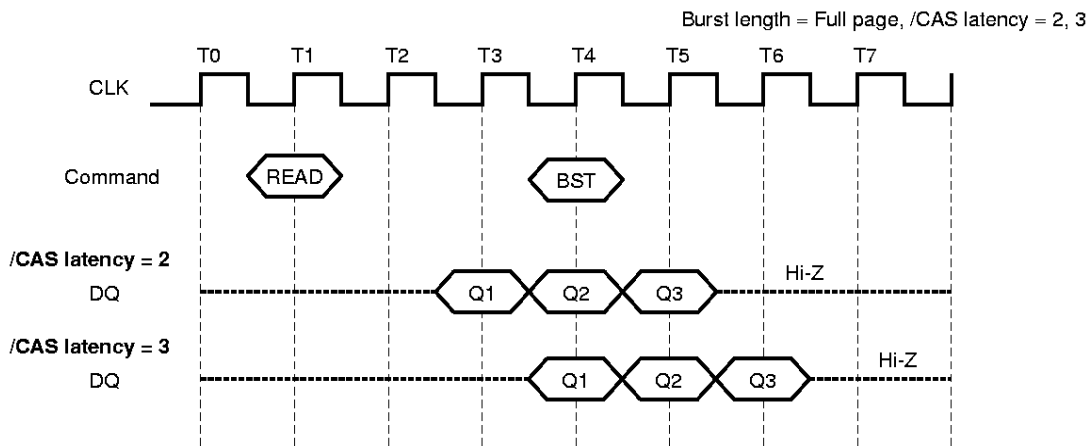 Burst length = Full page, /CAS latency = 2, 3
T0 T1 T2 T3 T4 T5 T6 T7
CLK
Command READ BST
/CAS latency = 2
DQ Q1 Q2 Q3 Hi-Z
/CAS latency = 3
DQ Q1 Q2 Q3 Hi-Z